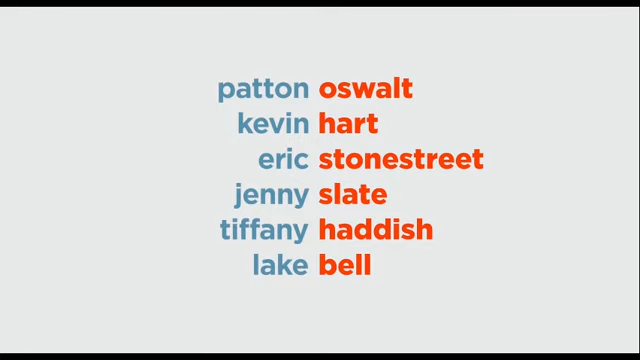 patton oswalt
kevin hart
eric stonestreet
jenny slate
tiffany haddish
lake bell